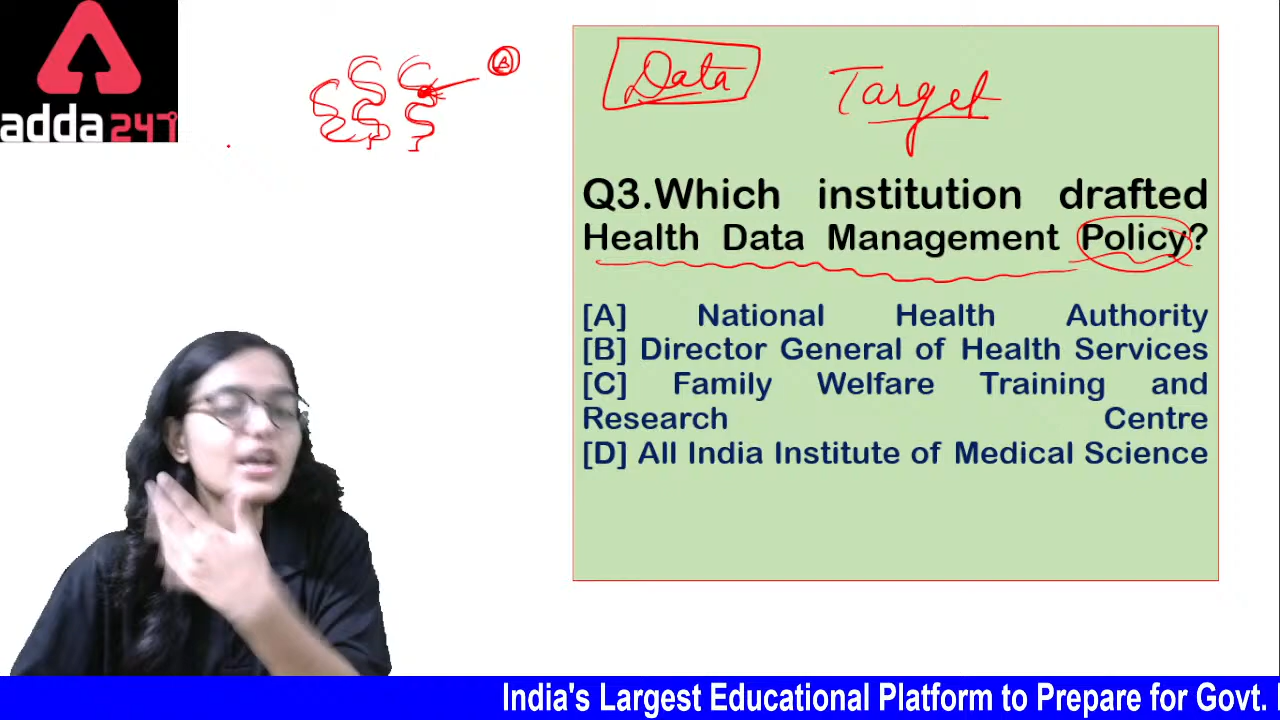 adda247
A
Data
Target
Q3.Which institution drafted
Health Data Management Policy?
[A] National Health Authority
[B] Director General of Health Services
[C] Family Welfare Training and
Research Centre
[D] All India Institute of Medical Science
India's Largest Educational Platform to Prepare for Govt.